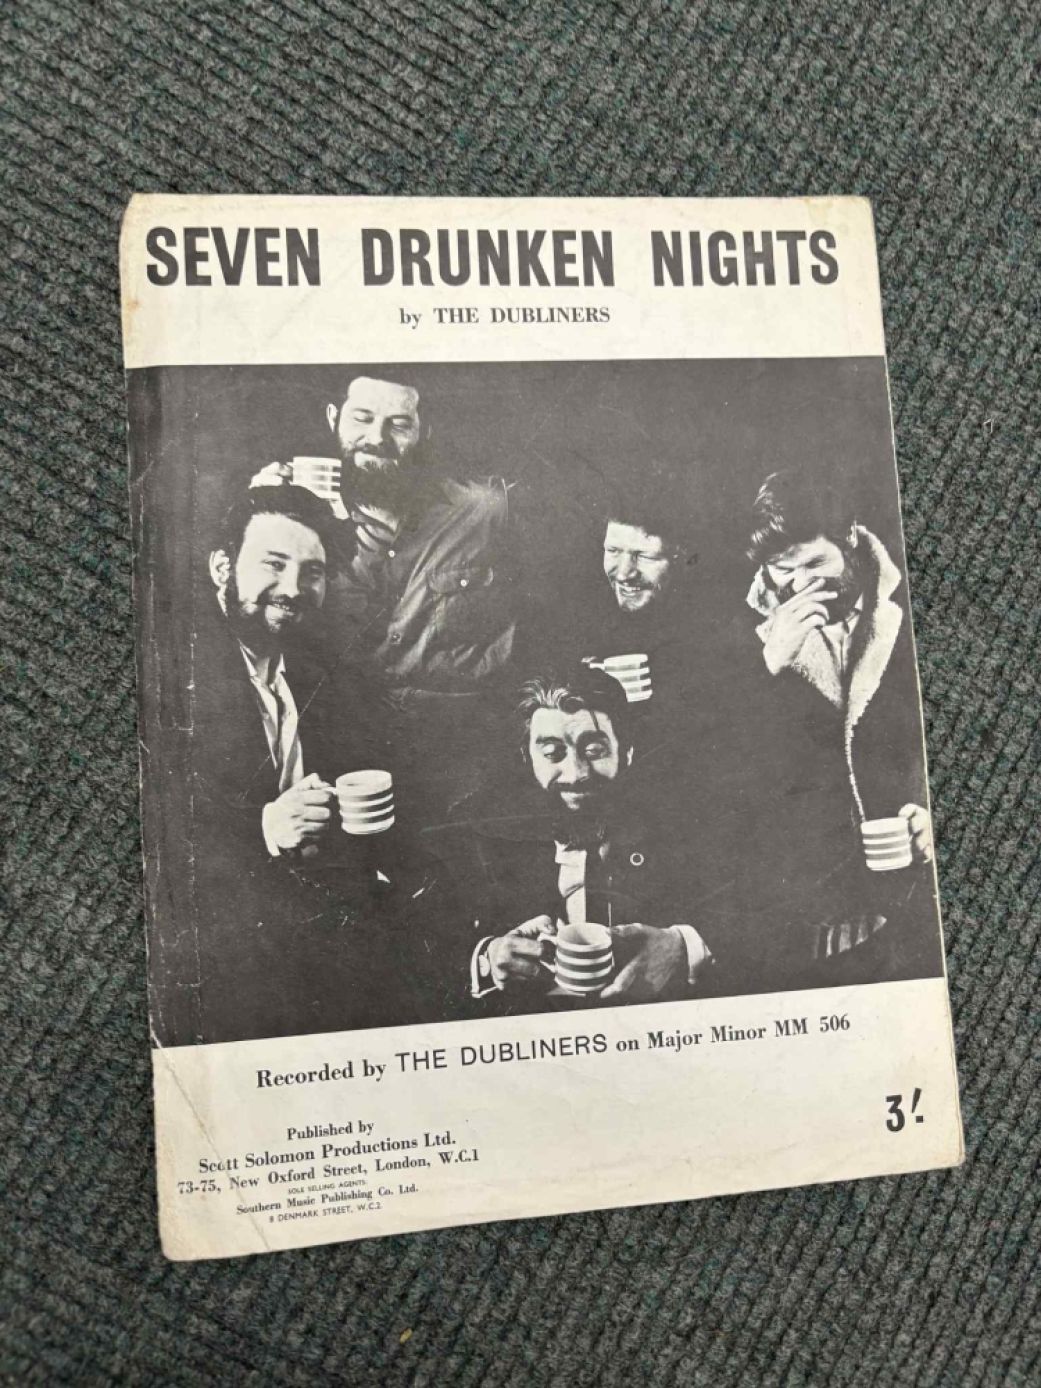 SEVEN DRUNKEN NIGHTS
by THE DUBLINERS
Recorded by THE DUBLINERS on Major Minor MM 506
3/-
Published by
Scott Solomon Productions Ltd.
73-75, New Oxford Street, London, W.C.1
SOLE SELLING AGENTS:
Southern Music Publishing Co. Ltd.
8 DENMARK STREET, W.C.2